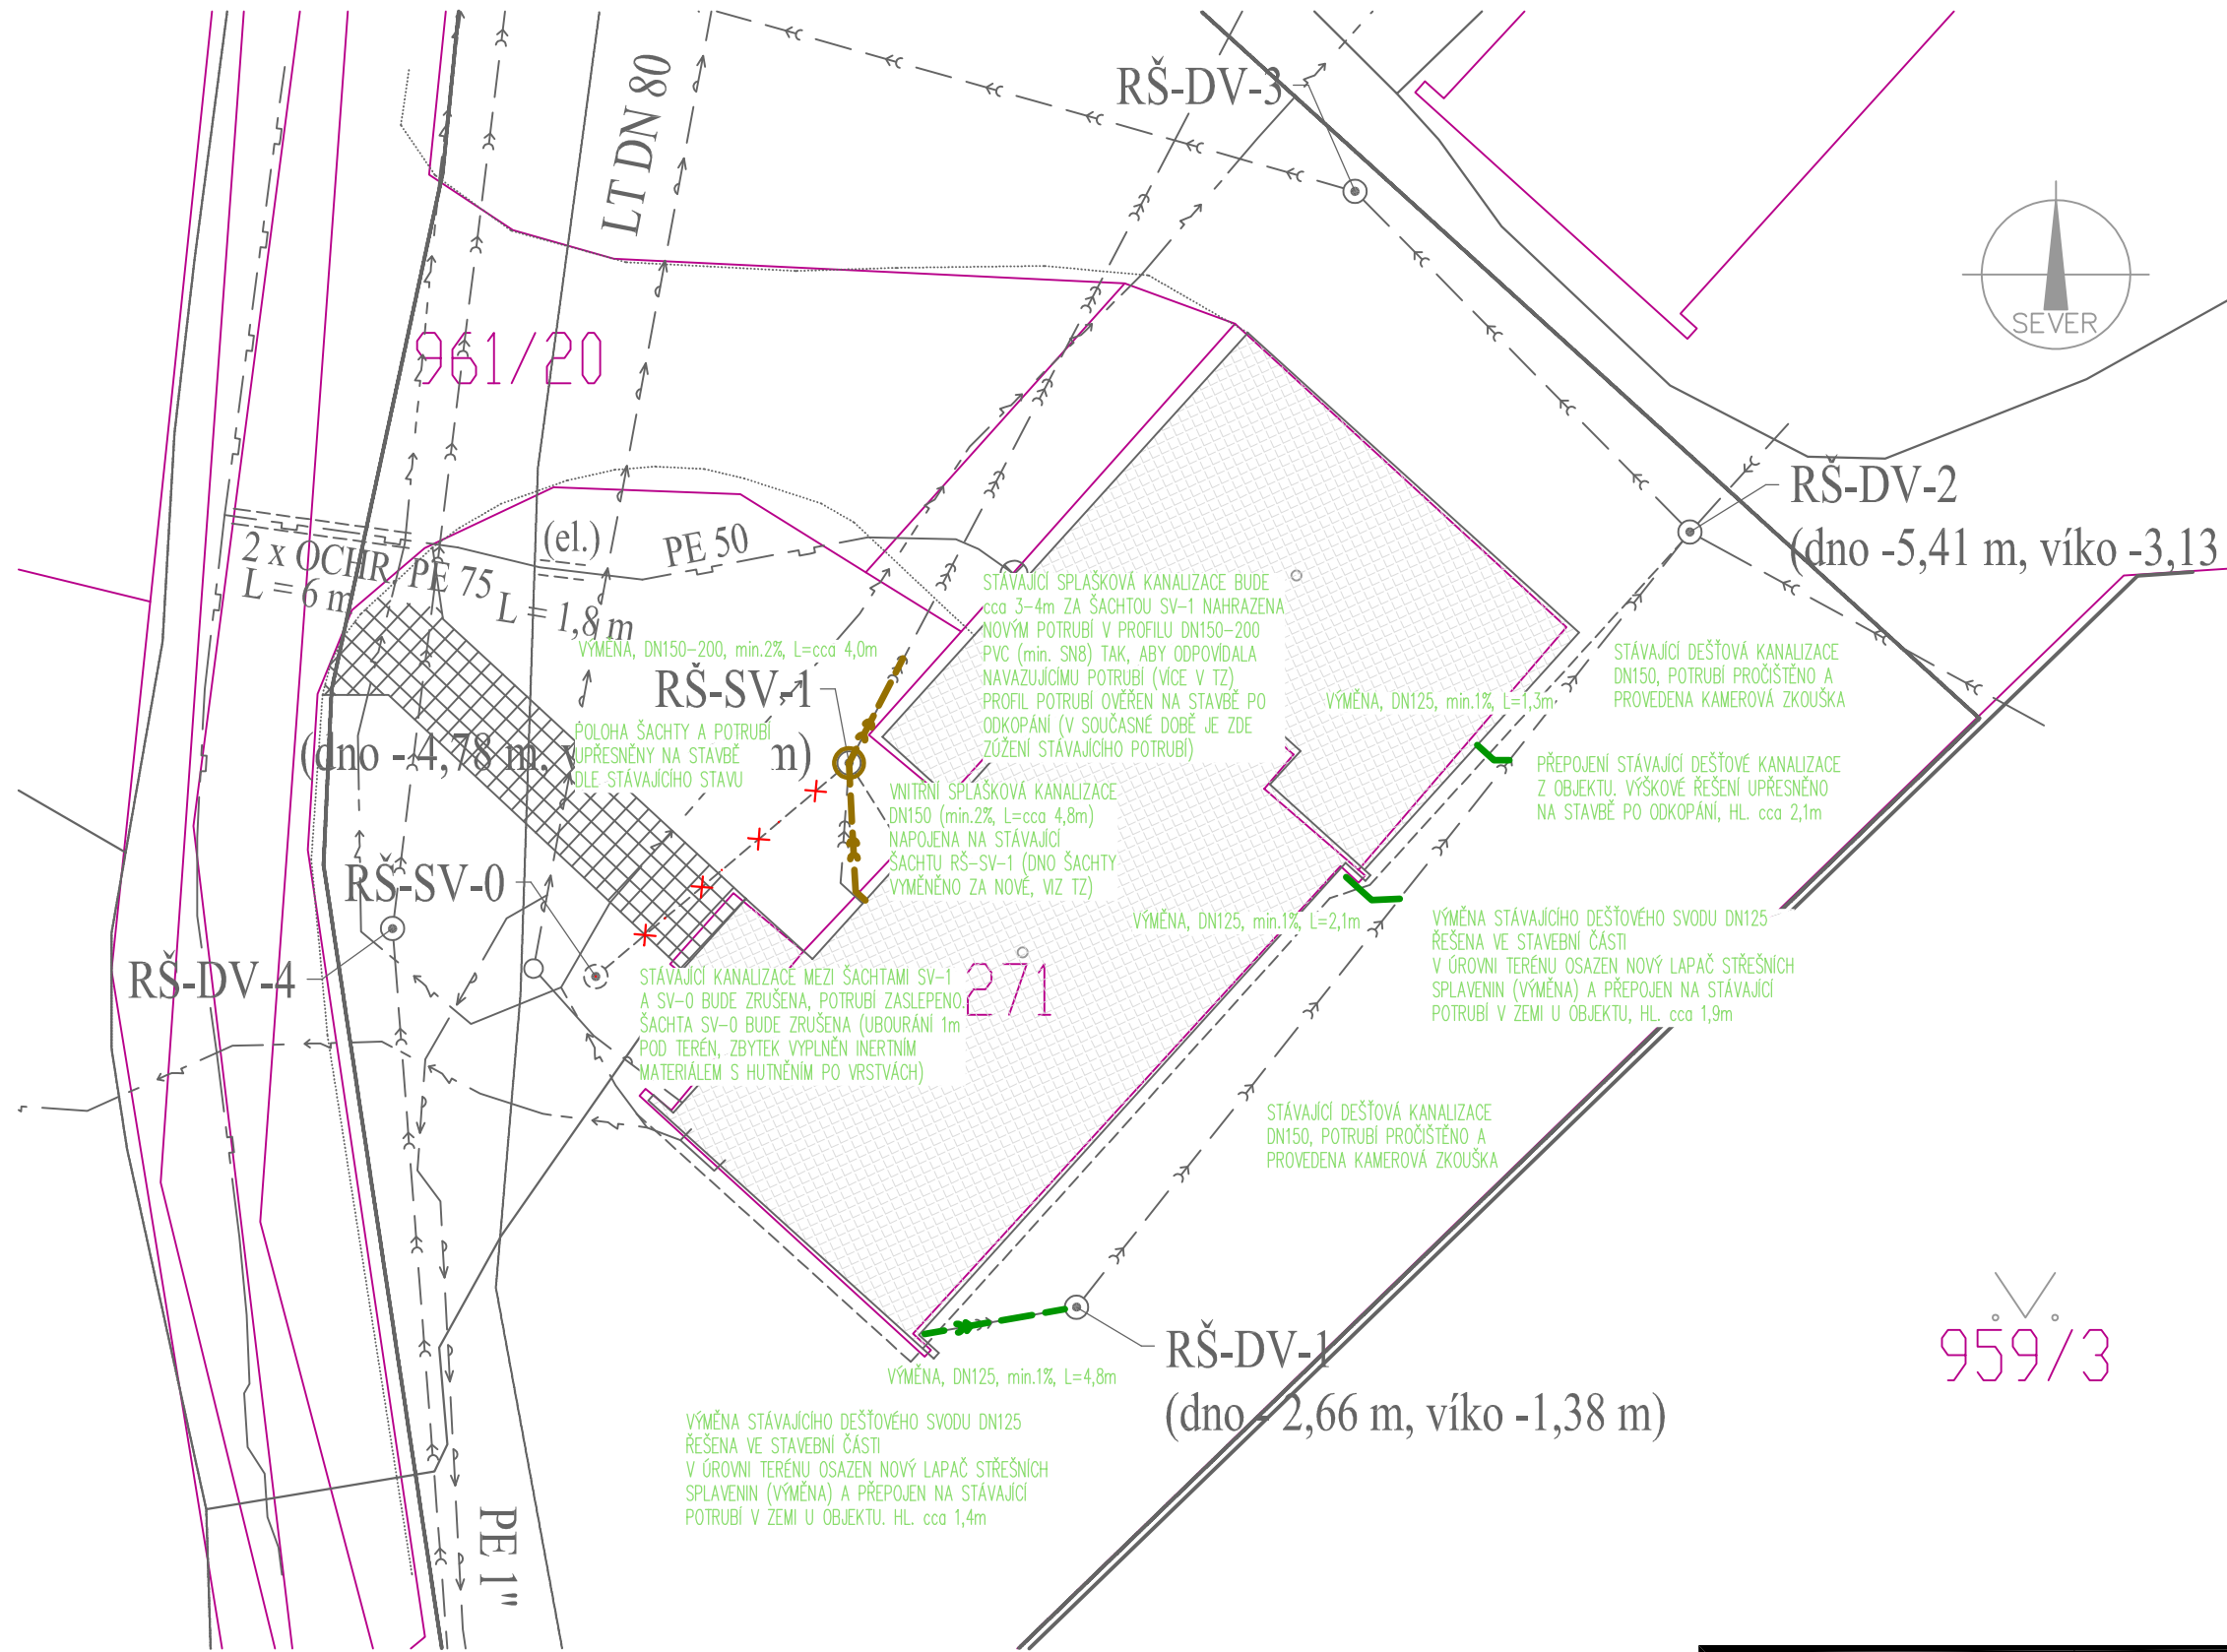 LT DN 80
RŠ-DV-3
SEVER
961/20
RŠ-DV-2
(dno -5,41 m, víko -3,13
2 x OCHR. PE 75
L = 6 m
L = 1,8 m
(el.)
PE 50
STÁVAJÍCÍ SPLAŠKOVÁ KANALIZACE BUDE
cca 3-4m ZA ŠACHTOU SV-1 NAHRAZENA
NOVÝM POTRUBÍ V PROFILU DN150-200
PVC (min. SN8) TAK, ABY ODPOVÍDALA
NAVAZUJÍCÍMU POTRUBÍ (VÍCE V TZ)
PROFIL POTRUBÍ OVĚŘEN NA STAVBĚ PO
ODKOPÁNÍ (V SOUČASNÉ DOBĚ JE ZDE
ZÚŽENÍ STÁVAJÍCÍHO POTRUBÍ)
VÝMĚNA, DN150-200, min.2%, L=cca 4,0m
RŠ-SV-1
(dno - 4,78 m, v m)
POLOHA ŠACHTY A POTRUBÍ
UPŘESNĚNY NA STAVBĚ
DLE STÁVAJÍCÍHO STAVU
STÁVAJÍCÍ DEŠŤOVÁ KANALIZACE
DN150, POTRUBÍ PROČIŠTĚNO A
PROVEDENA KAMEROVÁ ZKOUŠKA
VÝMĚNA, DN125, min.1%, L=1,3m
PŘEPOJENÍ STÁVAJÍCÍ DEŠŤOVÉ KANALIZACE
Z OBJEKTU. VÝŠKOVÉ ŘEŠENÍ UPŘESNĚNO
NA STAVBĚ PO ODKOPÁNÍ, HL. cca 2,1m
VNITŘNÍ SPLAŠKOVÁ KANALIZACE
DN150 (min.2%, L=cca 4,8m)
NAPOJENA NA STÁVAJÍCÍ
ŠACHTU RŠ-SV-1 (DNO ŠACHTY
VYMĚNĚNO ZA NOVÉ, VIZ TZ)
RŠ-SV-0
RŠ-DV-4
VÝMĚNA, DN125, min.1%, L=2,1m
VÝMĚNA STÁVAJÍCÍHO DEŠŤOVÉHO SVODU DN125
ŘEŠENA VE STAVEBNÍ ČÁSTI
V ÚROVNI TERÉNU OSAZEN NOVÝ LAPAČ STŘEŠNÍCH
SPLAVENIN (VÝMĚNA) A PŘEPOJEN NA STÁVAJÍCÍ
POTRUBÍ V ZEMI U OBJEKTU, HL. cca 1,9m
STÁVAJÍCÍ KANALIZACE MEZI ŠACHTAMI SV-1
A SV-0 BUDE ZRUŠENA, POTRUBÍ ZASLEPENO.
ŠACHTA SV-0 BUDE ZRUŠENA (UBOURÁNÍ 1m
POD TERÉN, ZBYTEK VYPLNĚN INERTNÍM
MATERIÁLEM S HUTNĚNÍM PO VRSTVÁCH)
271
STÁVAJÍCÍ DEŠŤOVÁ KANALIZACE
DN150, POTRUBÍ PROČIŠTĚNO A
PROVEDENA KAMEROVÁ ZKOUŠKA
RŠ-DV-1
(dno - 2,66 m, víko -1,38 m)
959/3
VÝMĚNA, DN125, min.1%, L=4,8m
VÝMĚNA STÁVAJÍCÍHO DEŠŤOVÉHO SVODU DN125
ŘEŠENA VE STAVEBNÍ ČÁSTI
V ÚROVNI TERÉNU OSAZEN NOVÝ LAPAČ STŘEŠNÍCH
SPLAVENIN (VÝMĚNA) A PŘEPOJEN NA STÁVAJÍCÍ
POTRUBÍ V ZEMI U OBJEKTU. HL. cca 1,4m
PE 1"